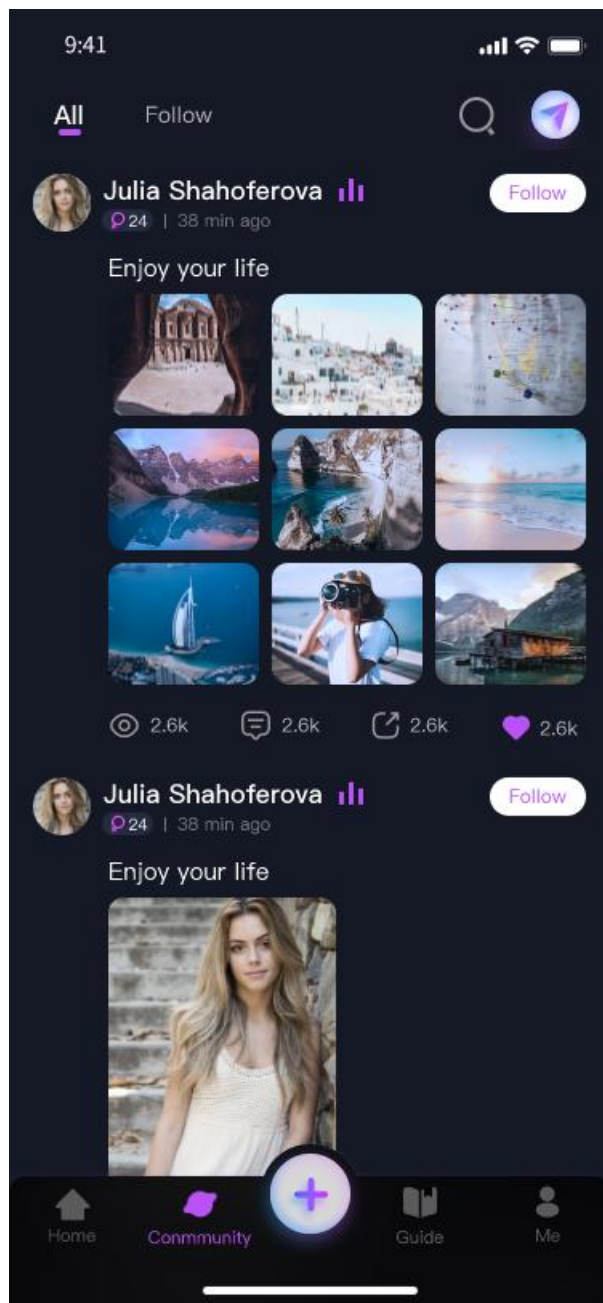 9:41
All Follow
Julia Shahoferova Follow
24 | 38 min ago
Enjoy your life
2.6k 2.6k 2.6k 2.6k
Julia Shahoferova Follow
24 | 38 min ago
Enjoy your life
Home Conmmunity Guide Me